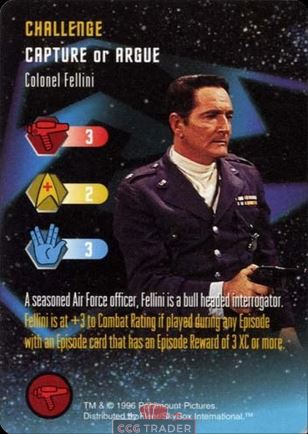 CHALLENGE
CAPTURE or ARGUE
Colonel Fellini
3
2
3
A seasoned Air Force officer, Fellini is a bull headed interrogator.
Fellini is at +3 to Combat Rating if played during any Episode
with an Episode card that has an Episode Reward of 3 XC or more.
TM & © 1996 Paramount Pictures.
Distributed by SkyBox International.™
CCG TRADER